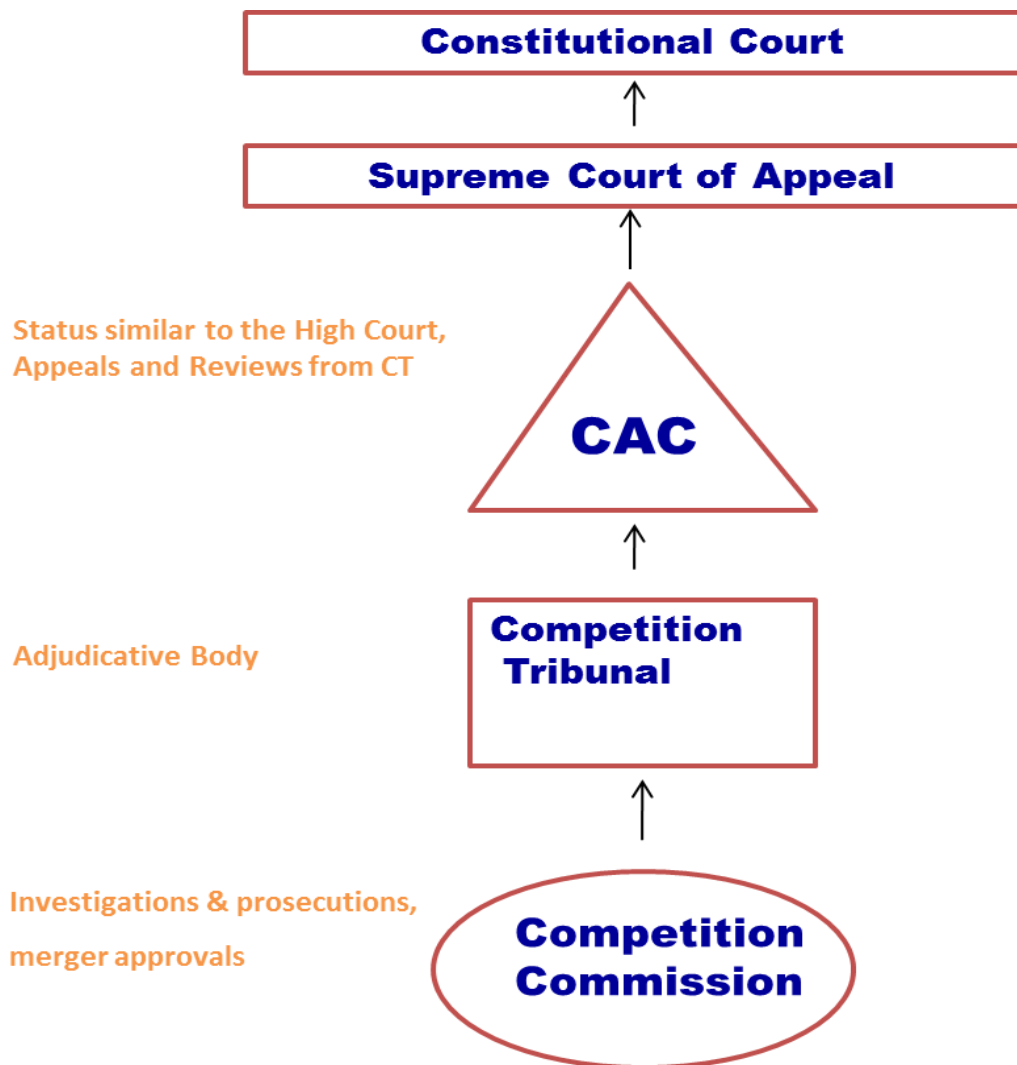 Constitutional Court
Supreme Court of Appeal
Status similar to the High Court,
Appeals and Reviews from CT
CAC
Competition
Tribunal
Adjudicative Body
Investigations & prosecutions,
merger approvals
Competition
Commission